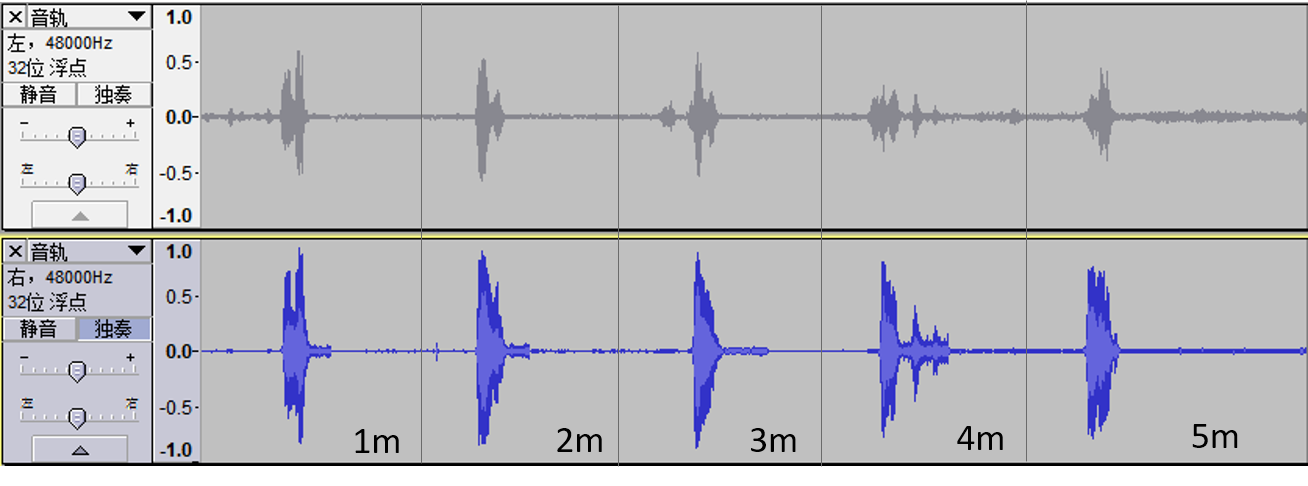 音轨
左，48000Hz
32位 浮点
静音 独奏
- +
左 右
1.0
0.5-
0.0-
-0.5-
-1.0
音轨
右，48000Hz
32位 浮点
静音 独奏
- +
左 右
1.0
0.5-
0.0-
-0.5-
-1.0
1m 2m 3m 4m 5m